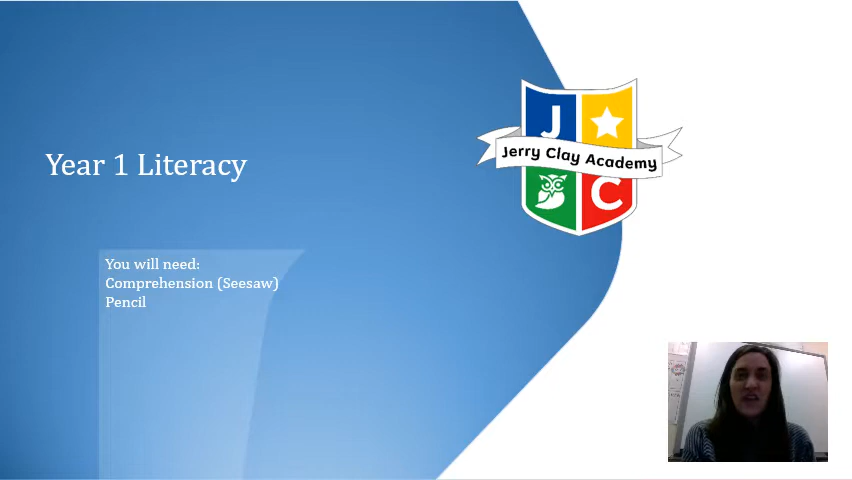 Year 1 Literacy
J
Jerry Clay Academy
C
You will need:
Comprehension (Seesaw)
Pencil